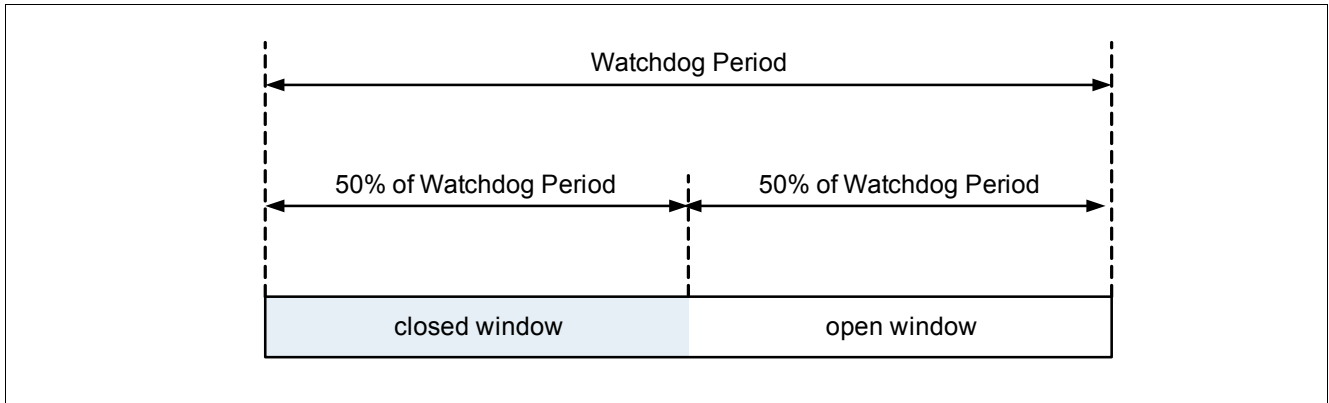 Watchdog Period
50% of Watchdog Period 50% of Watchdog Period
closed window open window